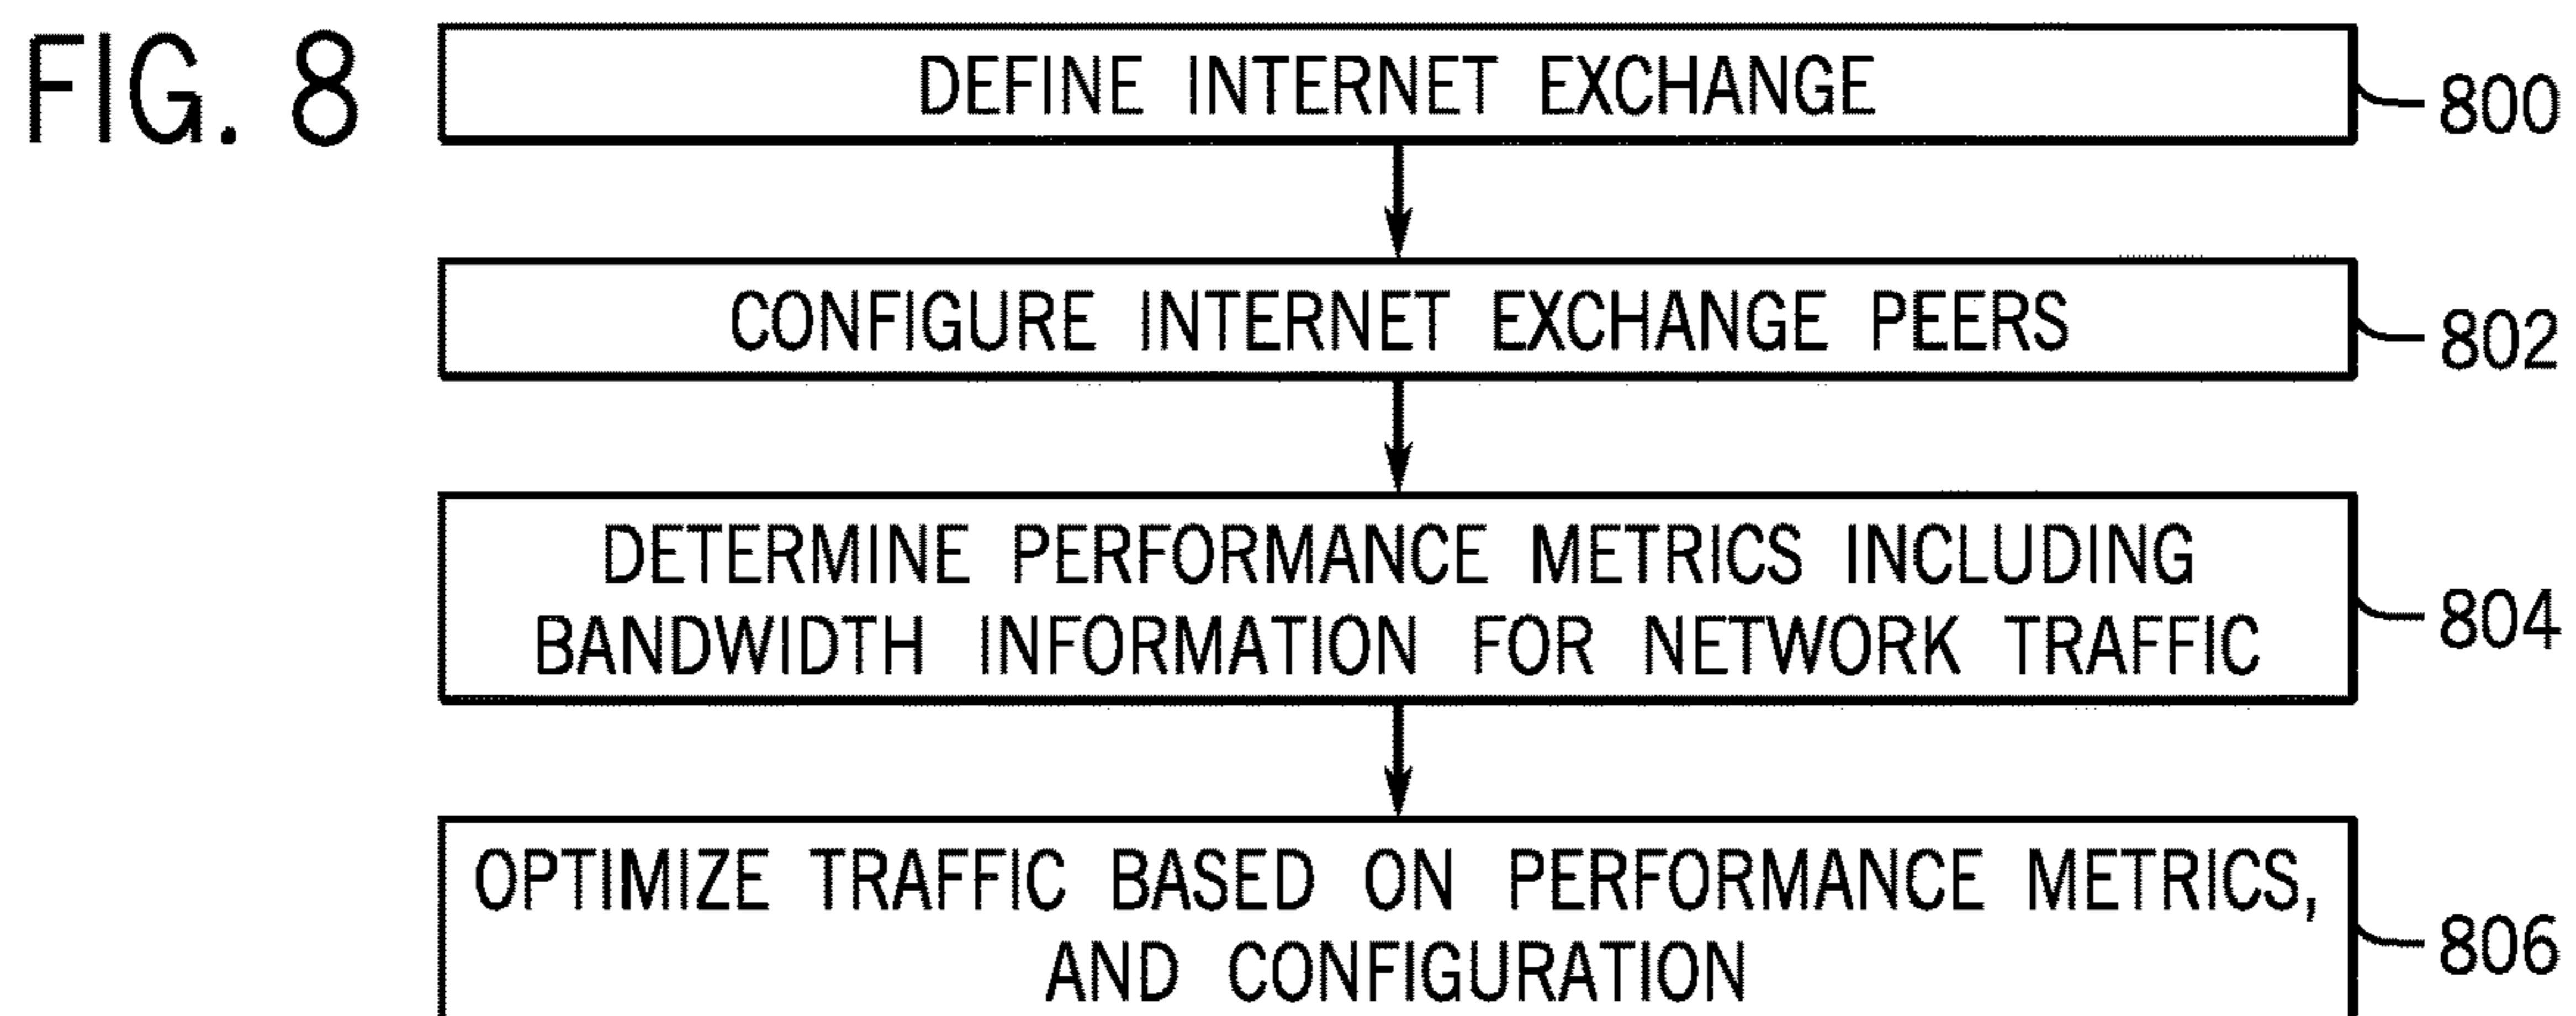 FIG. 8
DEFINE INTERNET EXCHANGE
800
CONFIGURE INTERNET EXCHANGE PEERS
802
DETERMINE PERFORMANCE METRICS INCLUDING
BANDWIDTH INFORMATION FOR NETWORK TRAFFIC
804
OPTIMIZE TRAFFIC BASED ON PERFORMANCE METRICS,
AND CONFIGURATION
806